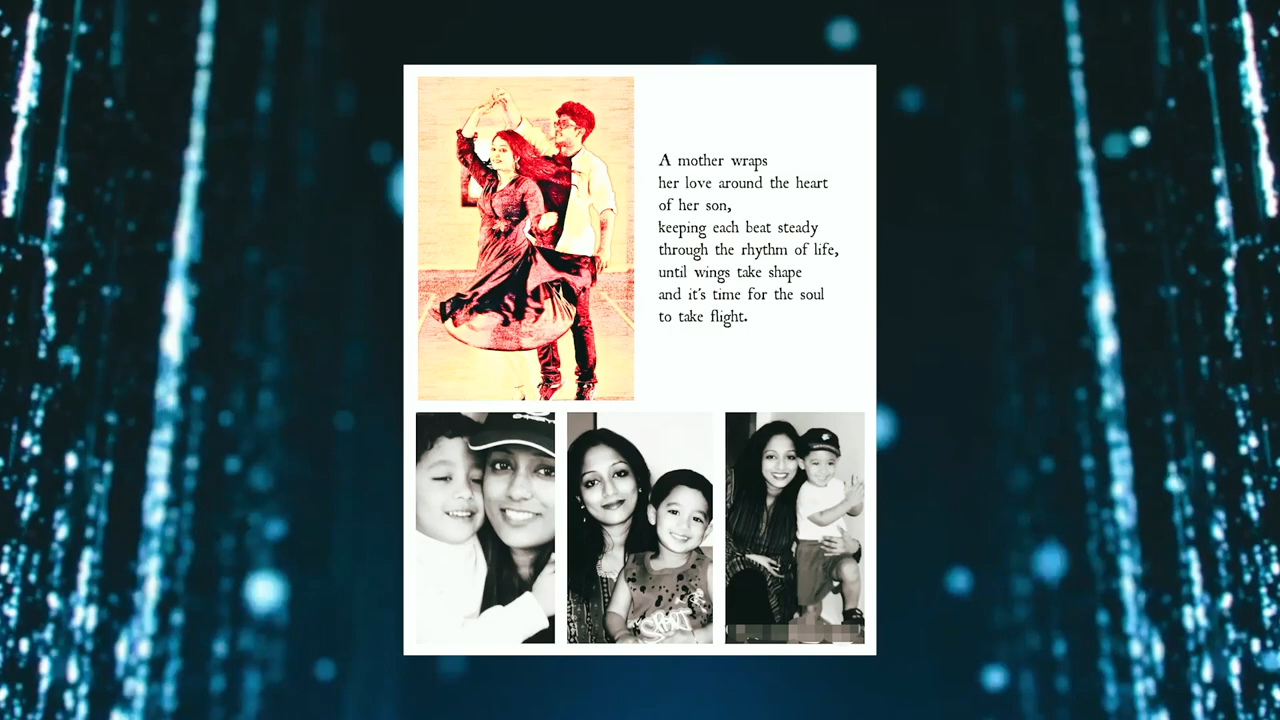 A mother wraps
her love around the heart
of her son,
keeping each beat steady
through the rhythm of life,
until wings take shape
and it's time for the soul
to take flight.
SPORT